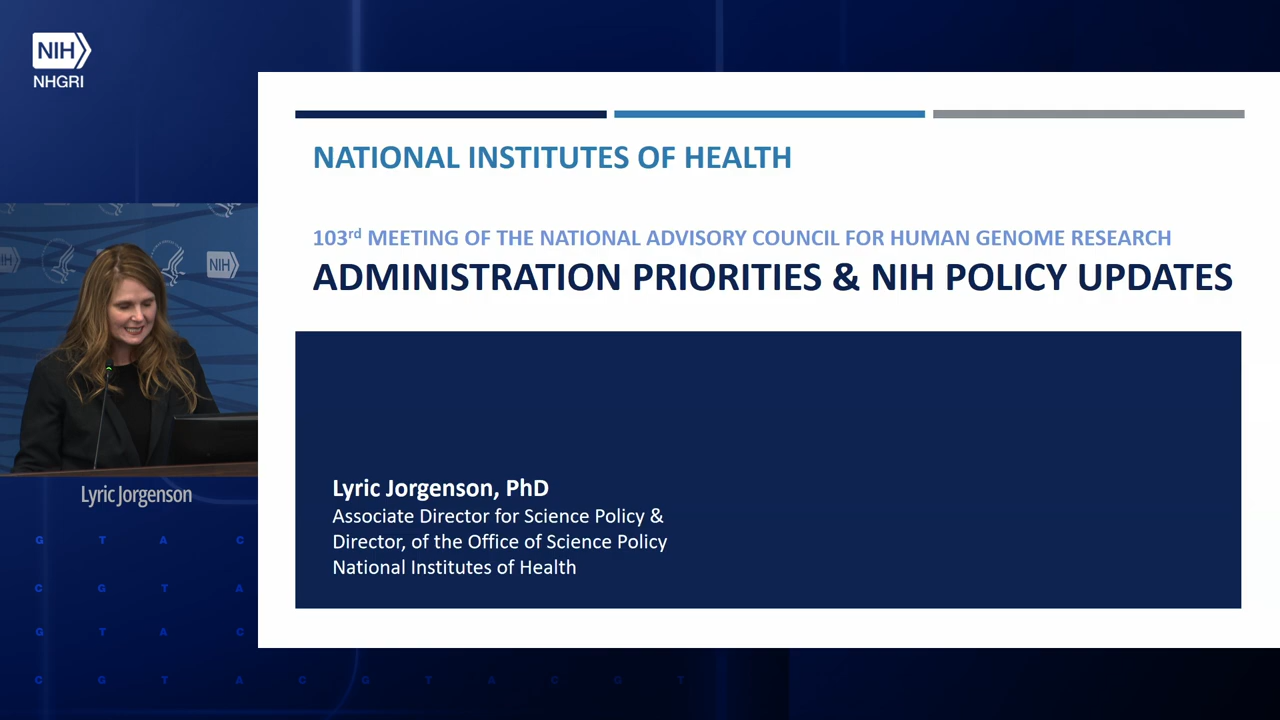 NIH
NHGRI
NATIONAL INSTITUTES OF HEALTH
103rd MEETING OF THE NATIONAL ADVISORY COUNCIL FOR HUMAN GENOME RESEARCH
ADMINISTRATION PRIORITIES & NIH POLICY UPDATES
NIH
Lyric Jorgenson
Lyric Jorgenson, PhD
Associate Director for Science Policy &
Director, of the Office of Science Policy
National Institutes of Health
G T A C
C G T A
G T A C
C G T A C G T A C G T